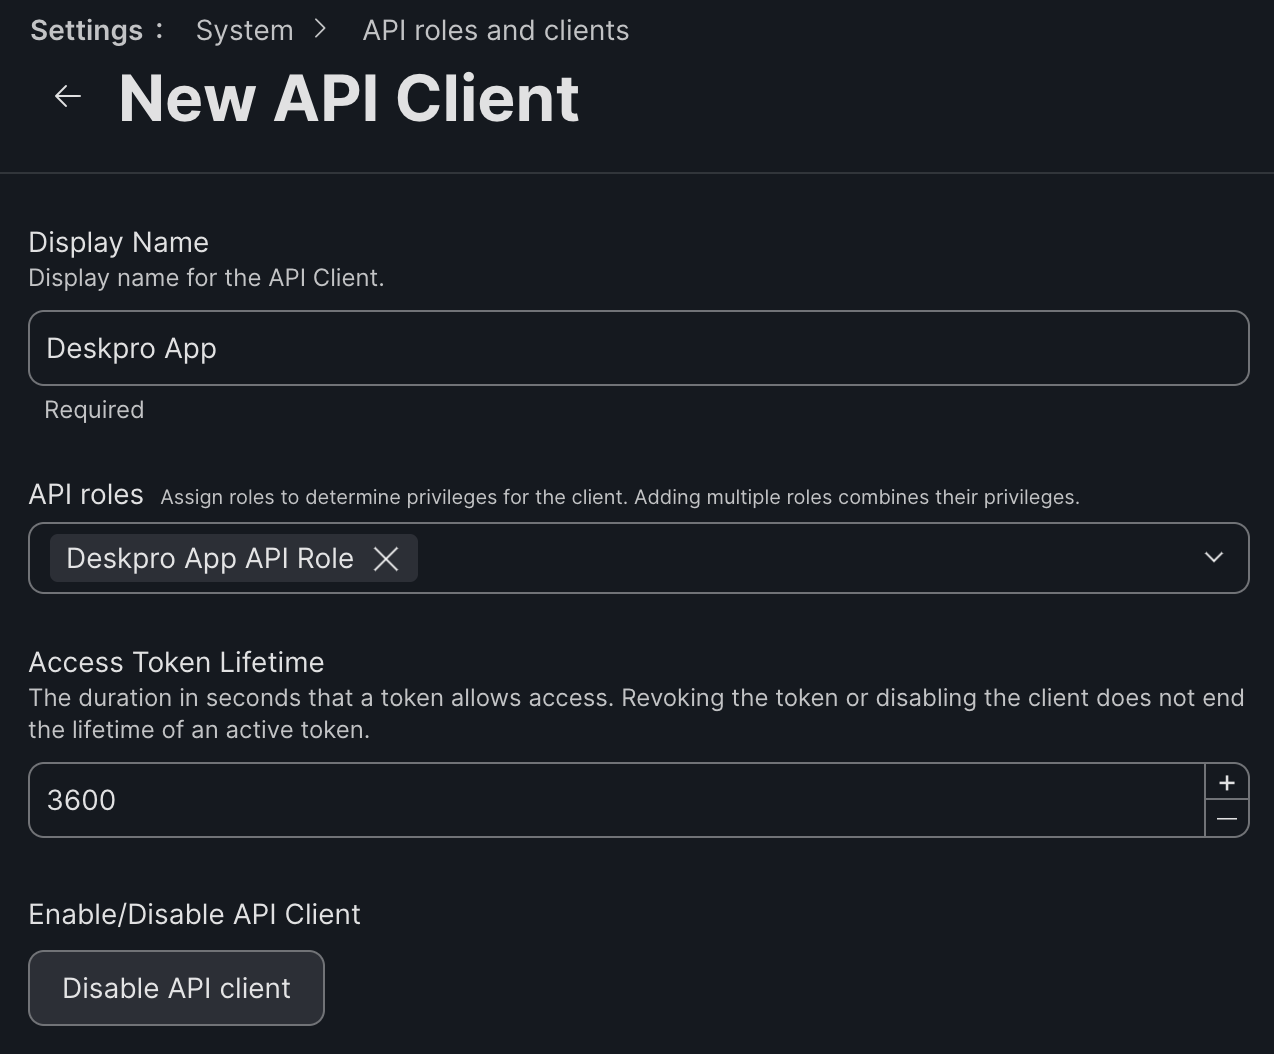 Settings : System > API roles and clients
← New API Client
Display Name
Display name for the API Client.
Deskpro App
Required
API roles Assign roles to determine privileges for the client. Adding multiple roles combines their privileges.
Deskpro App API Role
Access Token Lifetime
The duration in seconds that a token allows access. Revoking the token or disabling the client does not end
the lifetime of an active token.
3600
Enable/Disable API Client
Disable API client